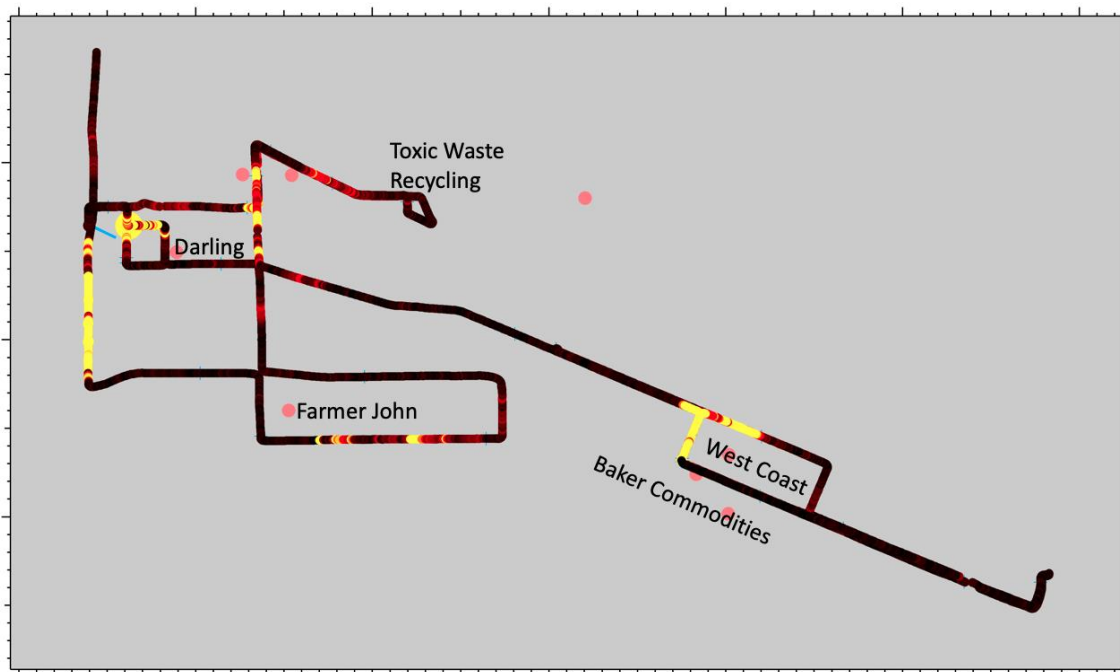 Toxic Waste
Recycling
Darling
Farmer John
West Coast
Baker Commodities